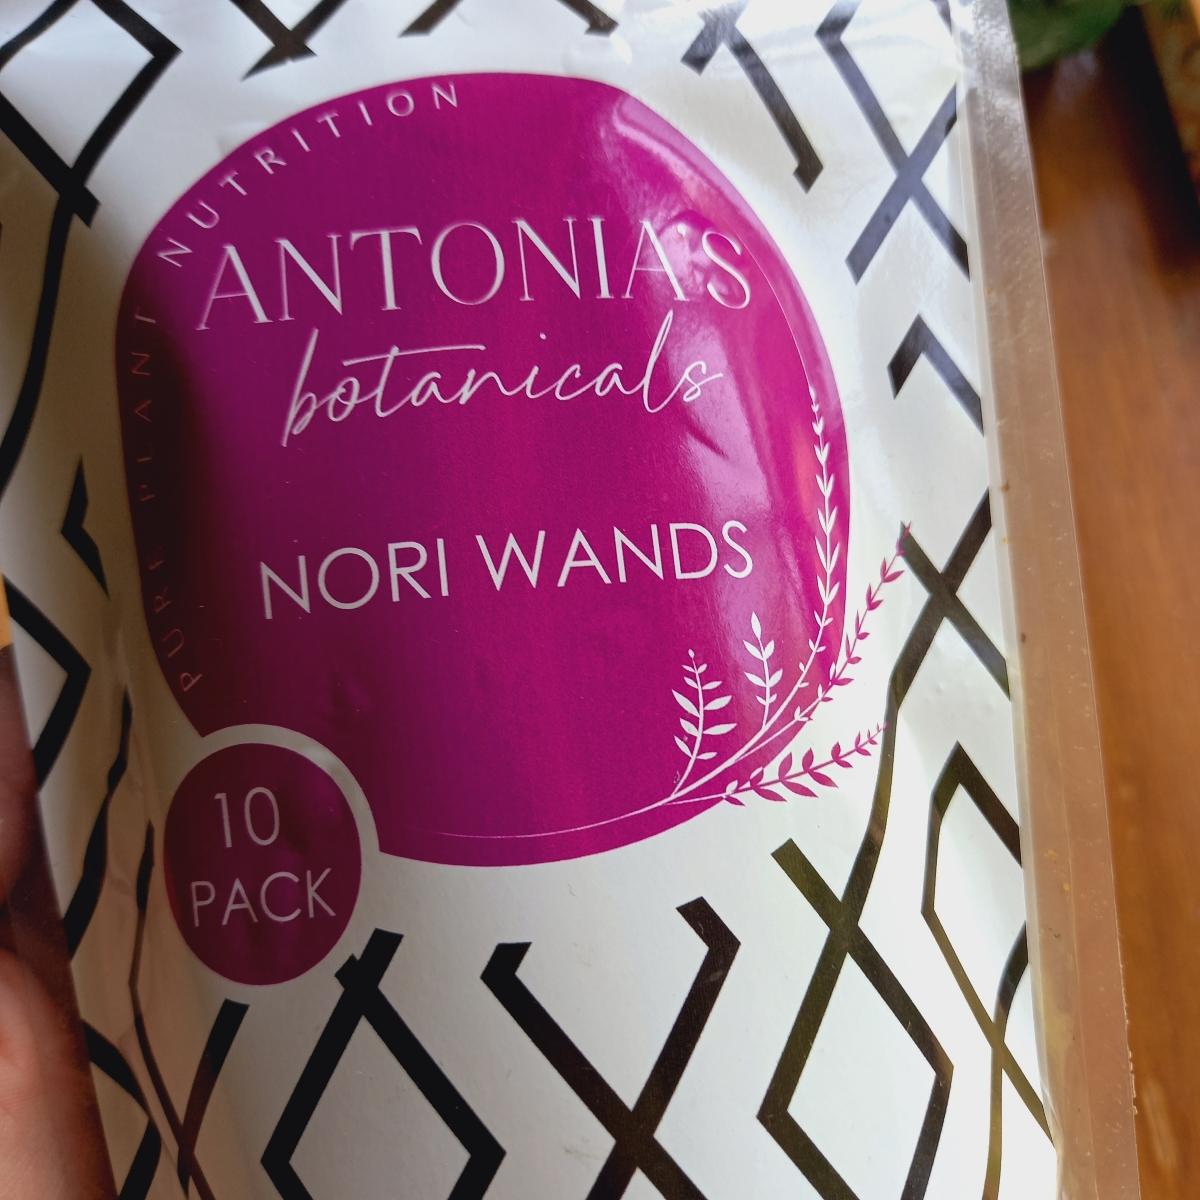 PURE PLANT NUTRITION
ANTONIA'S
botanicals
NORI WANDS
10
PACK